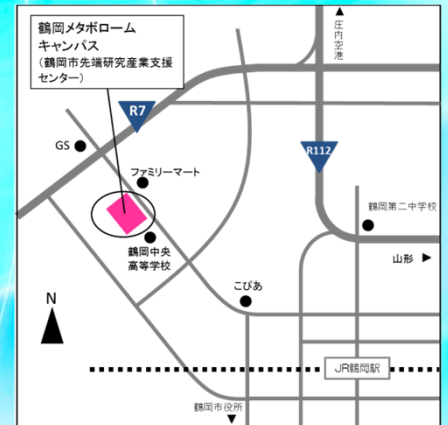 鶴岡メタボローム
キャンパス
（鶴岡市先端研究産業支援
センター）
▲
庄内空港
R7
GS
ファミリーマート
R112
鶴岡第二中学校
鶴岡中央
高等学校
山形 ▶
こぴあ
N
JR鶴岡駅
鶴岡市役所
▼